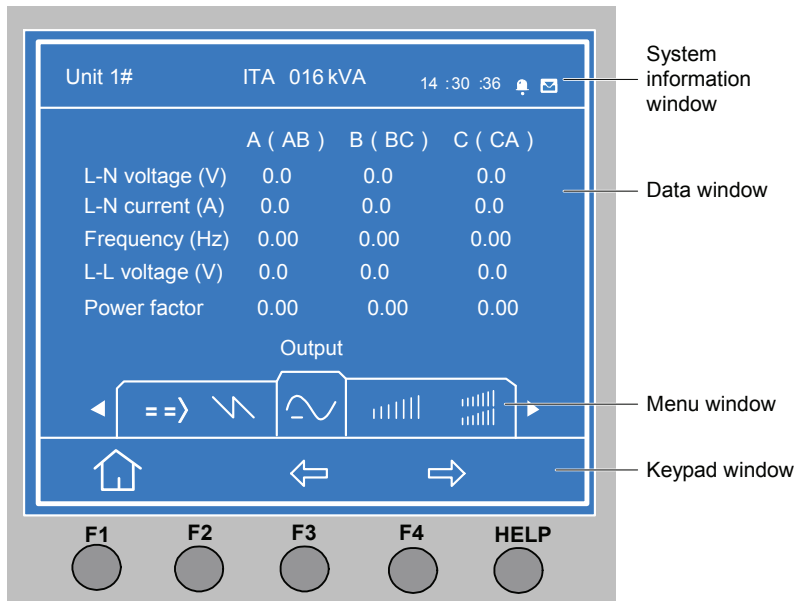 Unit 1# ITA 016 kVA 14 :30 :36
System
information
window
A ( AB ) B ( BC ) C ( CA )
L-N voltage (V) 0.0 0.0 0.0
Data window
L-N current (A) 0.0 0.0 0.0
Frequency (Hz) 0.00 0.00 0.00
L-L voltage (V) 0.0 0.0 0.0
Power factor 0.00 0.00 0.00
Output
Menu window
Keypad window
F1 F2 F3 F4 HELP